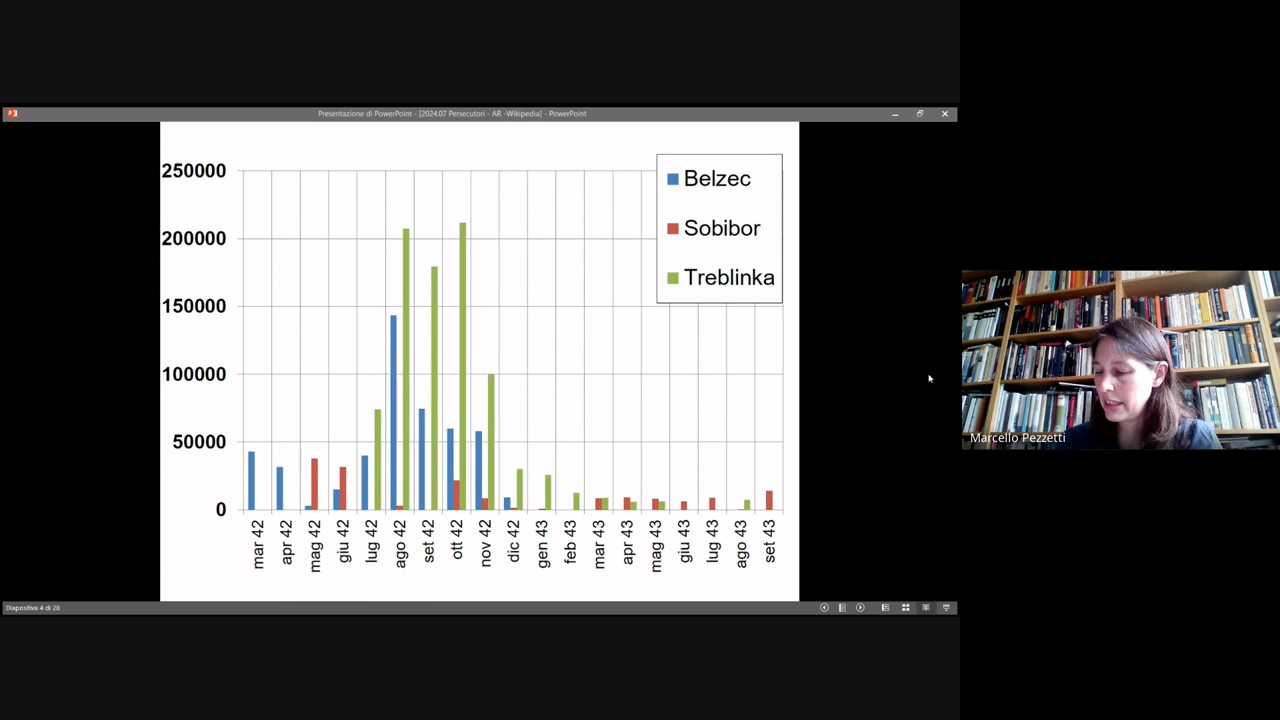 Presentazione di PowerPoint - [2024.07 Persecutori - AR -Wikipedia] - PowerPoint
250000
200000
150000
100000
50000
0
Belzec
Sobibor
Treblinka
mar 42
apr 42
mag 42
giu 42
lug 42
ago 42
set 42
ott 42
nov 42
dic 42
gen 43
feb 43
mar 43
apr 43
mag 43
giu 43
lug 43
ago 43
set 43
Marcello Pezzetti
Diapositiva 4 di 28